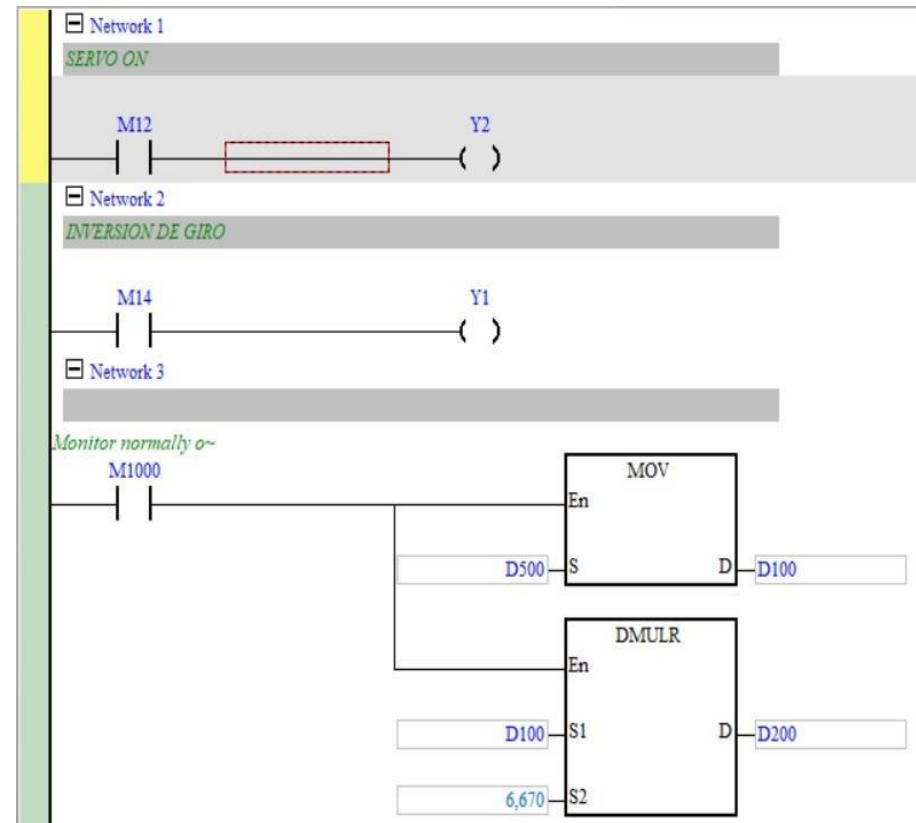 Network 1
SERVO ON
M12 Y2
Network 2
INVERSION DE GIRO
M14 Y1
Network 3
Monitor normally o~
M1000
MOV
En
D500 S D D100
DMULR
En
D100 S1 D D200
6,670 S2